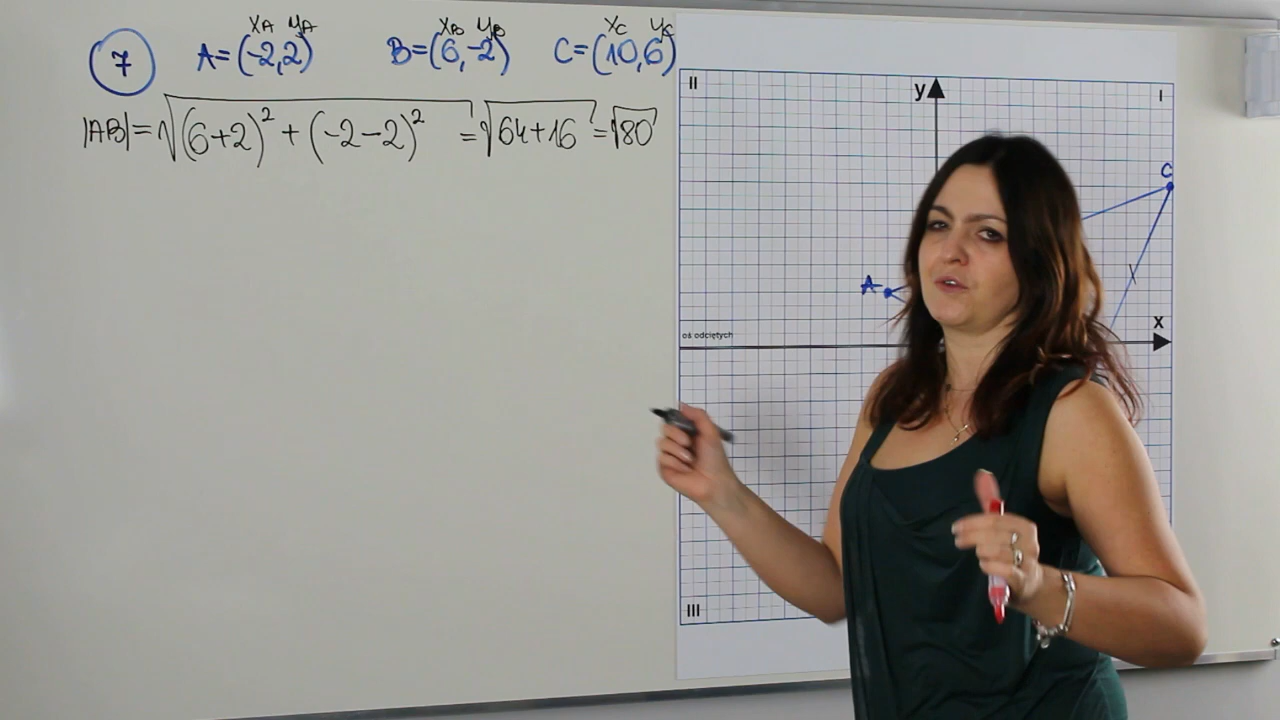 7 A=(-2,2) B=(6,-2) C=(10,6)
xA yA xB yB xC yC
|AB|=√(6+2)²+(-2-2)² =√64+16 =√80
II y I
C
A
x
oś odciętych
III